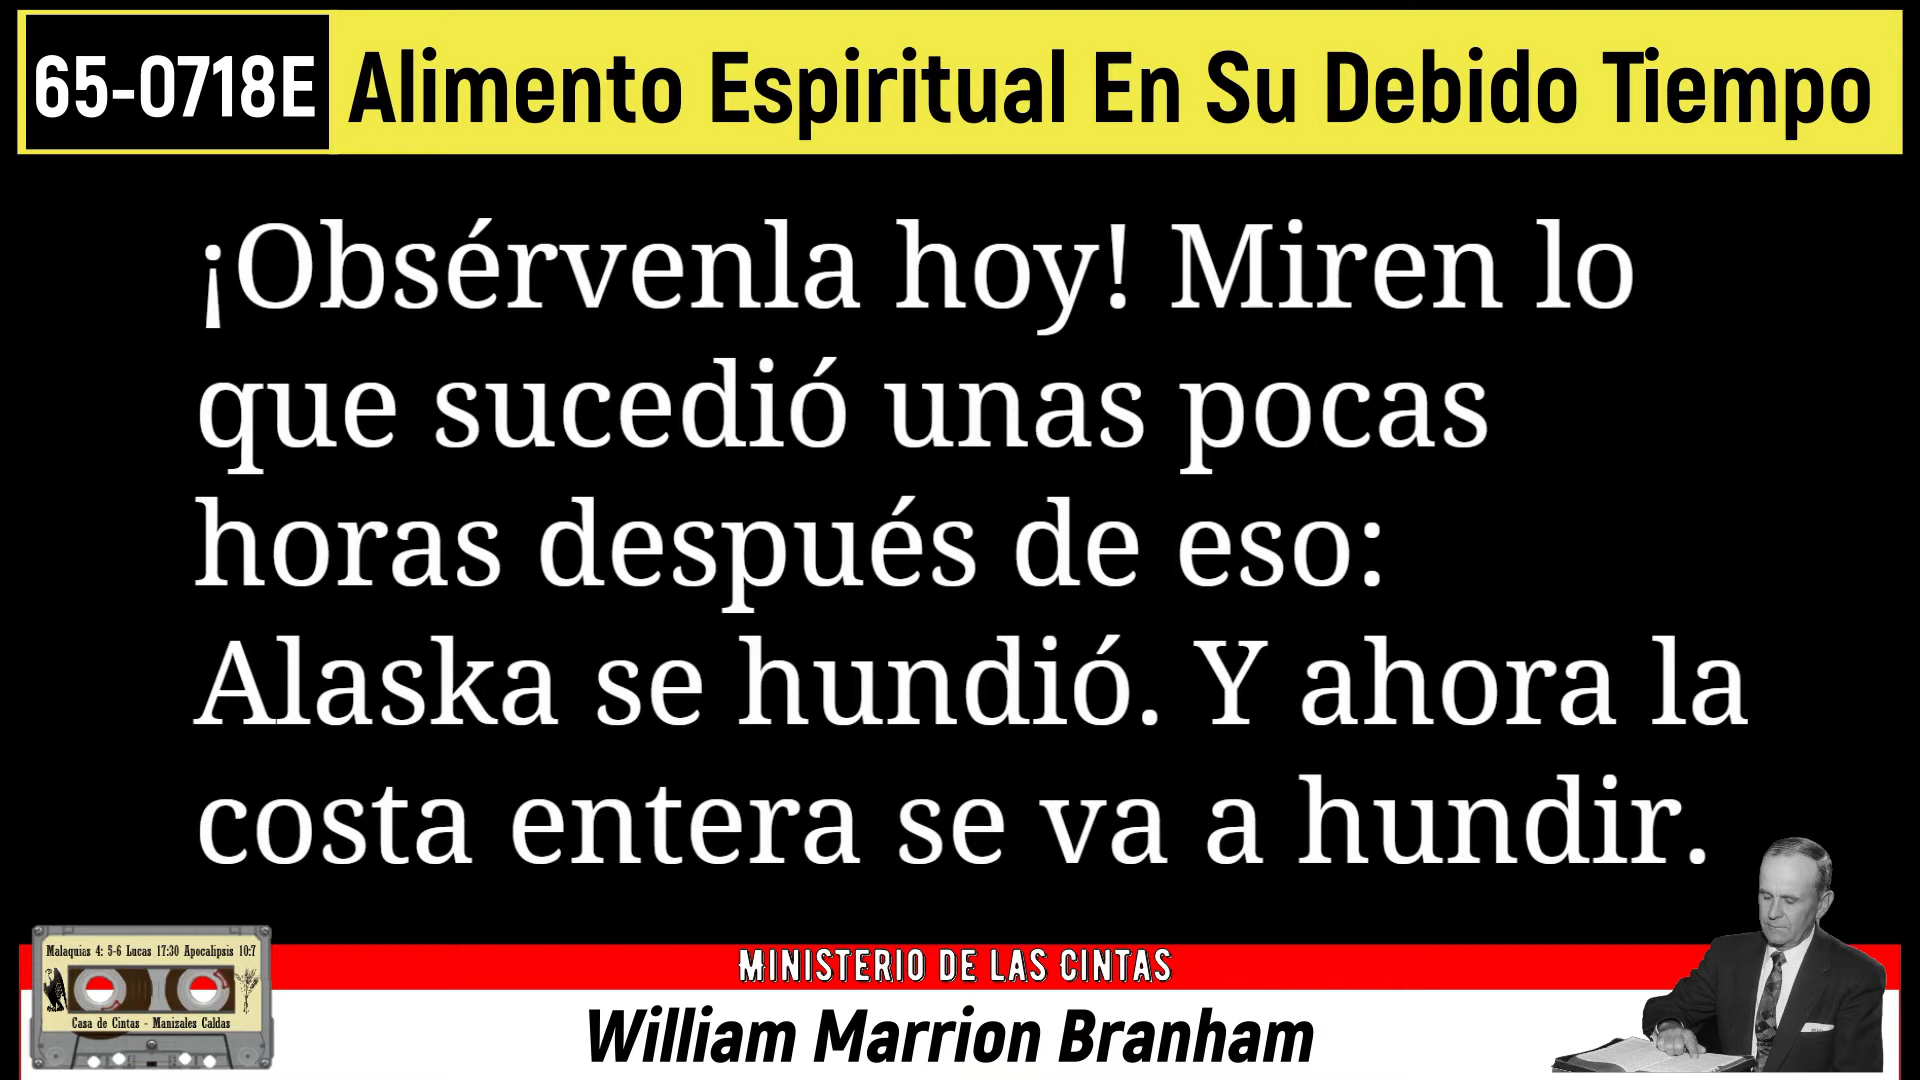 65-0718E Alimento Espiritual En Su Debido Tiempo
¡Obsérvenla hoy! Miren lo
que sucedió unas pocas
horas después de eso:
Alaska se hundió. Y ahora la
costa entera se va a hundir.
Malaquias 4: 5-6 Lucas 17:30 Apocalipsis 10:7
Casa de Cintas - Manizales Caldas
MINISTERIO DE LAS CINTAS
William Marrion Branham